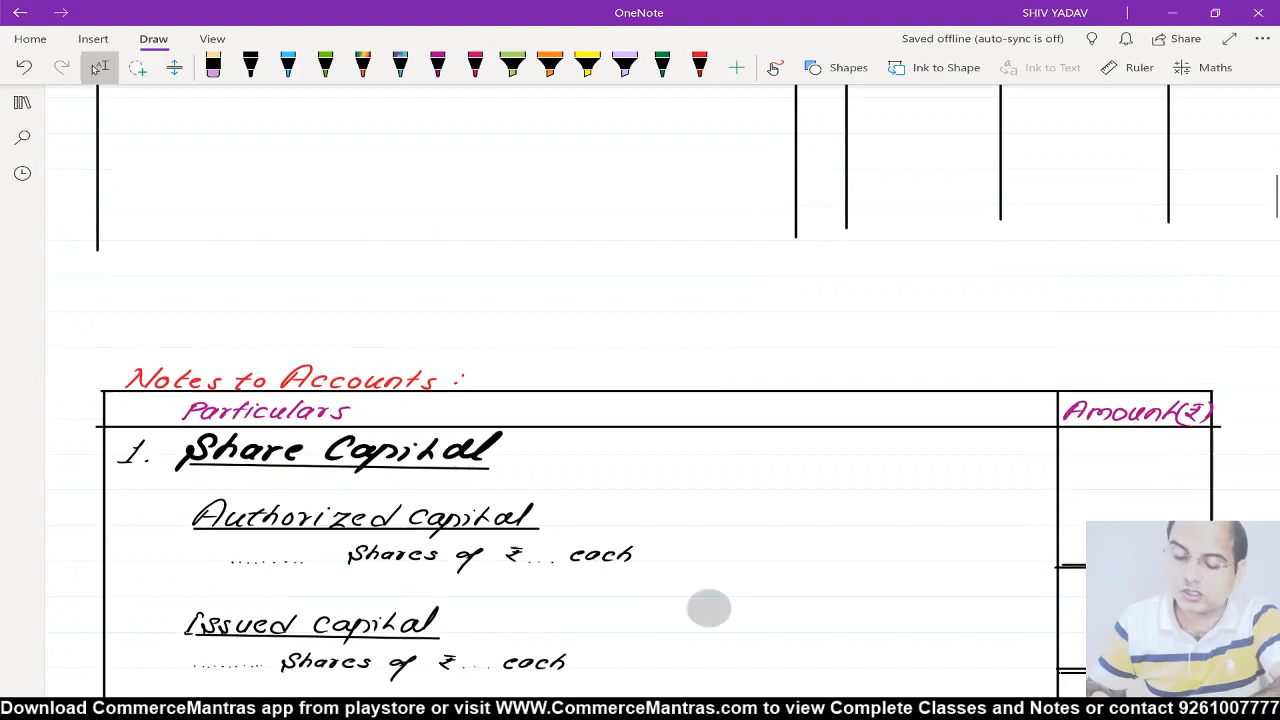 OneNote
SHIV YADAV
Home Insert Draw View
Saved offline (auto-sync is off)
Share
Shapes
Ink to Shape
Ink to Text
Ruler
Maths
Notes to Accounts :
Particulars
Amount(₹)
1. Share Capital
Authorized Capital
......... Shares of ₹... each
Issued Capital
.......... Shares of ₹... each
Download CommerceMantras app from playstore or visit WWW.CommerceMantras.com to view Complete Classes and Notes or contact 9261007777